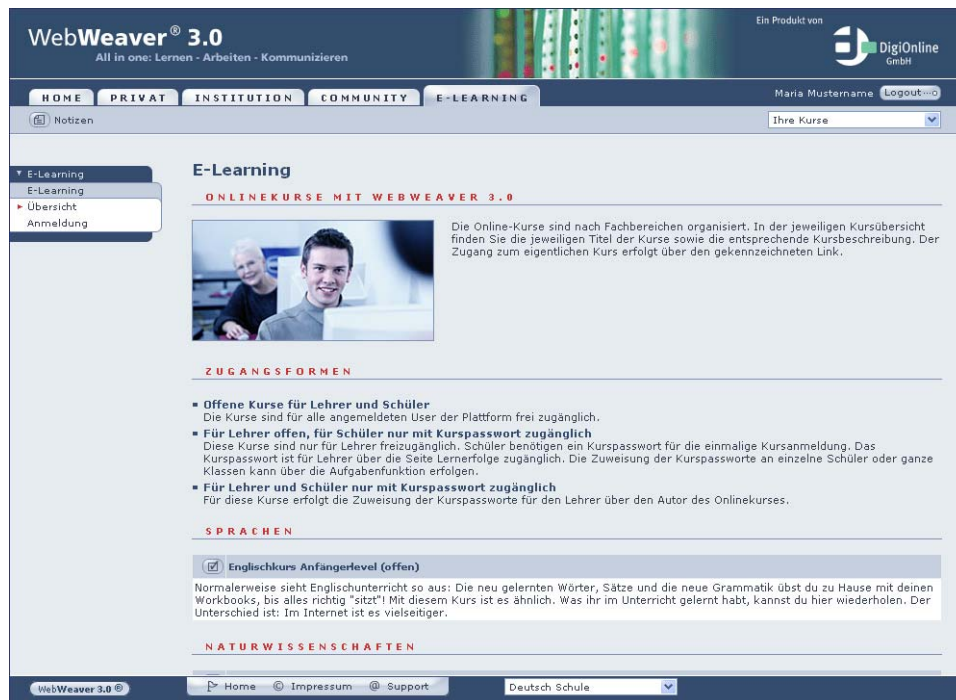 WebWeaver® 3.0
All in one: Lernen - Arbeiten - Kommunizieren
Ein Produkt von
DigiOnline
GmbH
HOME PRIVAT INSTITUTION COMMUNITY E-LEARNING
Maria Mustername Logout
Notizen
Ihre Kurse
E-Learning
E-Learning
Übersicht
Anmeldung
E-Learning
ONLINEKURSE MIT WEBWEAVER 3.0
Die Online-Kurse sind nach Fachbereichen organisiert. In der jeweiligen Kursübersicht
finden Sie die jeweiligen Titel der Kurse sowie die entsprechende Kursbeschreibung. Der
Zugang zum eigentlichen Kurs erfolgt über den gekennzeichneten Link.
ZUGANGSFORMEN
Offene Kurse für Lehrer und Schüler
Die Kurse sind für alle angemeldeten User der Plattform frei zugänglich.
Für Lehrer offen, für Schüler nur mit Kurspasswort zugänglich
Diese Kurse sind nur für Lehrer freizugänglich. Schüler benötigen ein Kurspasswort für die einmalige Kursanmeldung. Das
Kurspasswort ist für Lehrer über die Seite Lernerfolge zugänglich. Die Zuweisung der Kurspassworte an einzelne Schüler oder ganze
Klassen kann über die Aufgabenfunktion erfolgen.
Für Lehrer und Schüler nur mit Kurspasswort zugänglich
Für diese Kurse erfolgt die Zuweisung der Kurspassworte für den Lehrer über den Autor des Onlinekurses.
SPRACHEN
Englischkurs Anfängerlevel (offen)
Normalerweise sieht Englischunterricht so aus: Die neu gelernten Wörter, Sätze und die neue Grammatik übst du zu Hause mit deinen
Workbooks, bis alles richtig "sitzt"! Mit diesem Kurs ist es ähnlich. Was ihr im Unterricht gelernt habt, kannst du hier wiederholen. Der
Unterschied ist: Im Internet ist es vielseitiger.
NATURWISSENSCHAFTEN
WebWeaver 3.0 ®
Home © Impressum @ Support
Deutsch Schule